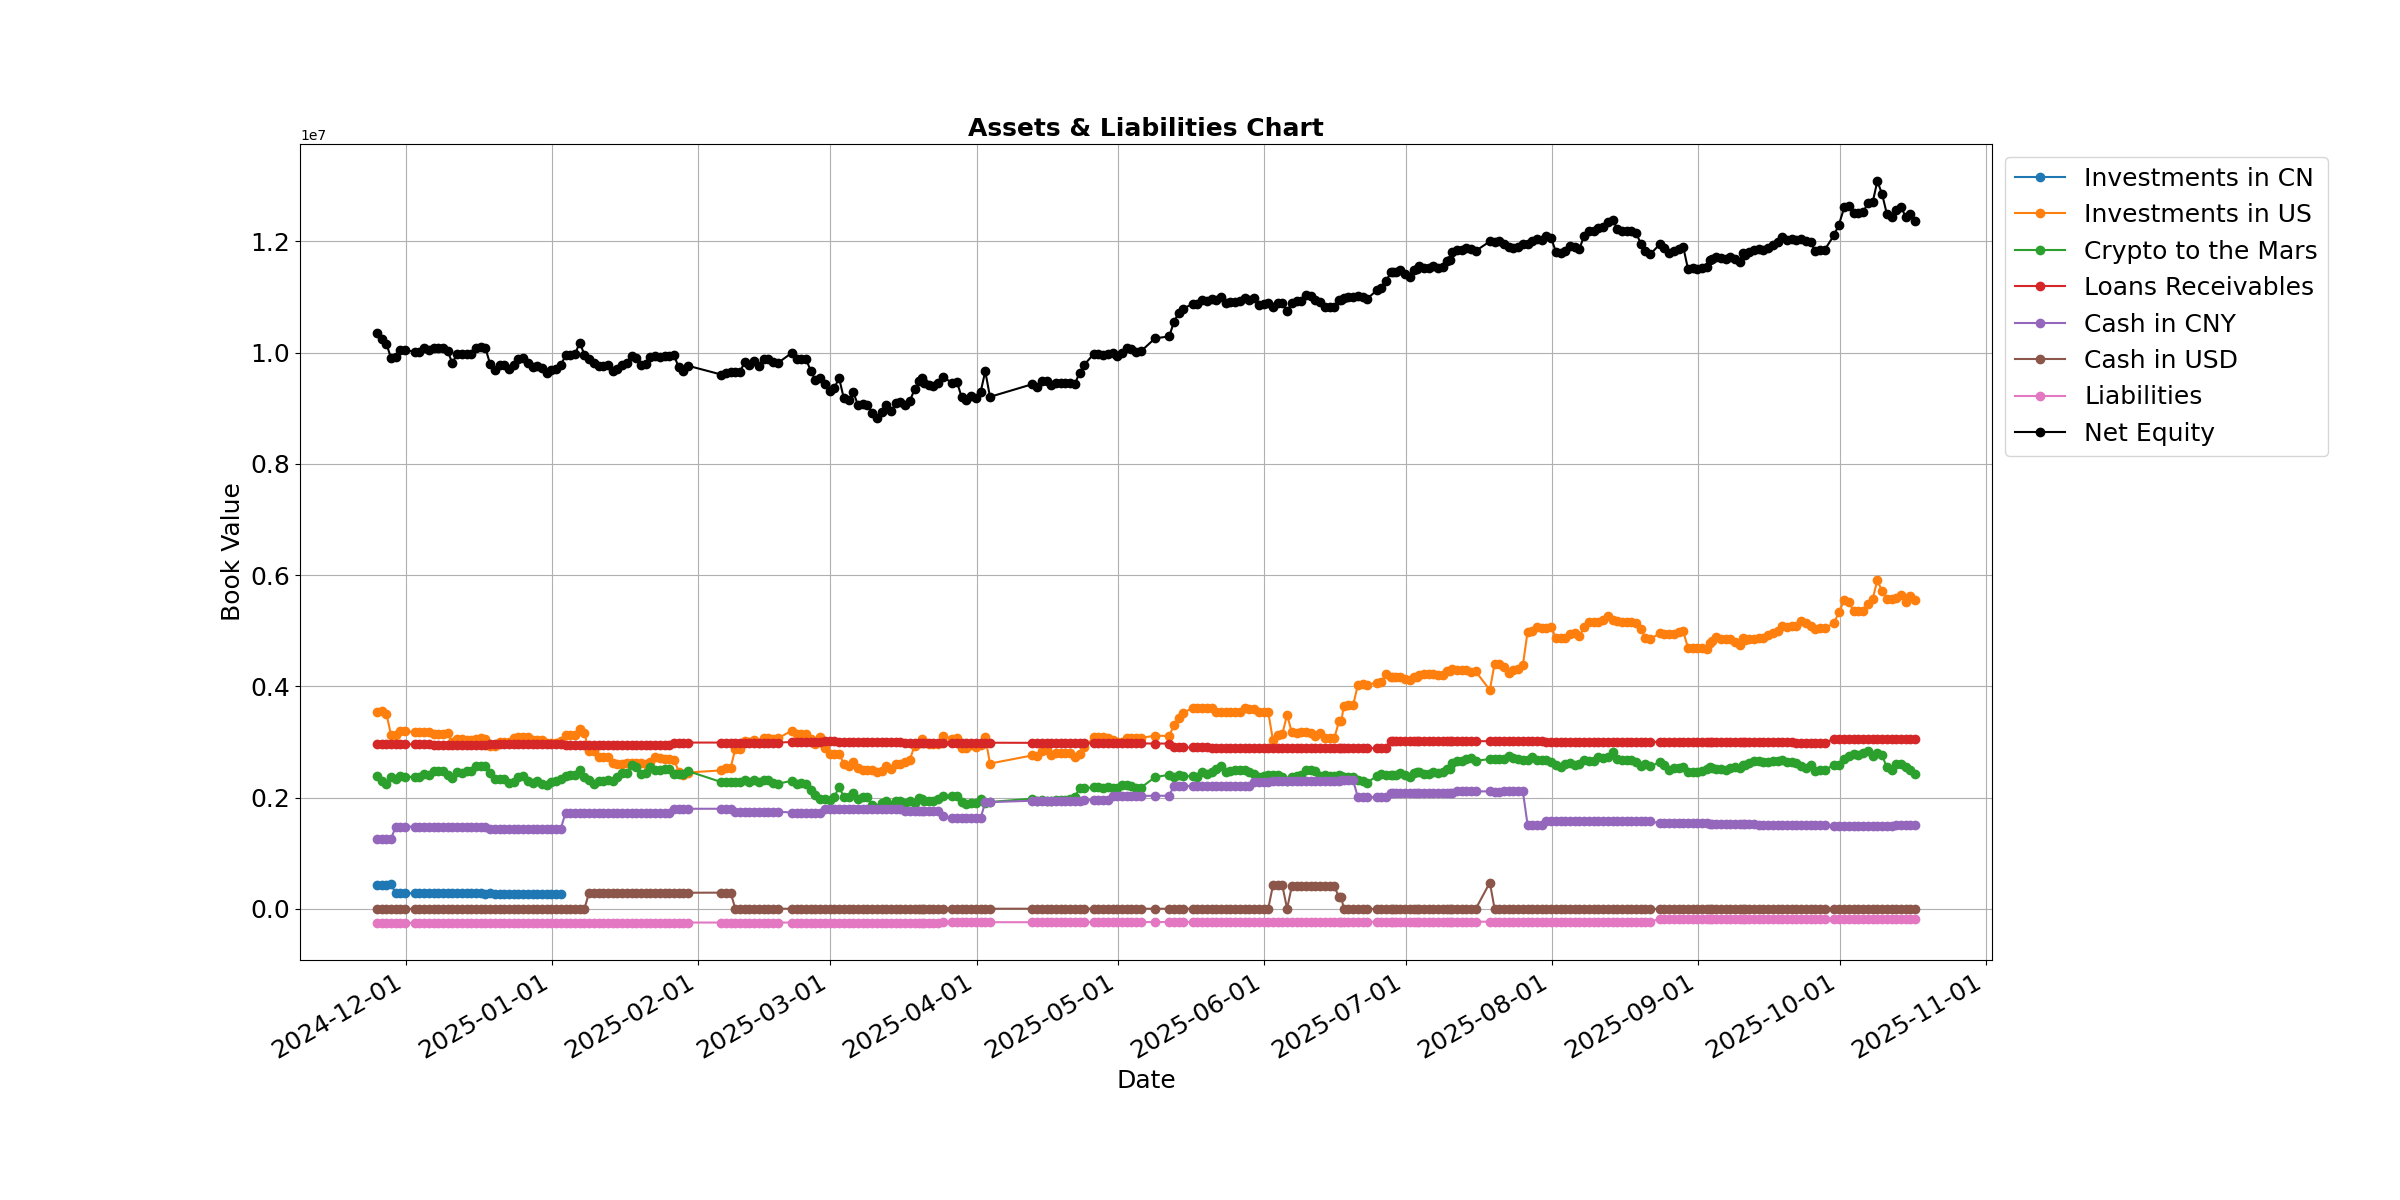 Assets & Liabilities Chart
1e7
1.2
1.0
0.8
0.6
0.4
0.2
0.0
Book Value
2024-12-01
2025-01-01
2025-02-01
2025-03-01
2025-04-01
2025-05-01
2025-06-01
2025-07-01
2025-08-01
2025-09-01
2025-10-01
2025-11-01
Date
Investments in CN
Investments in US
Crypto to the Mars
Loans Receivables
Cash in CNY
Cash in USD
Liabilities
Net Equity